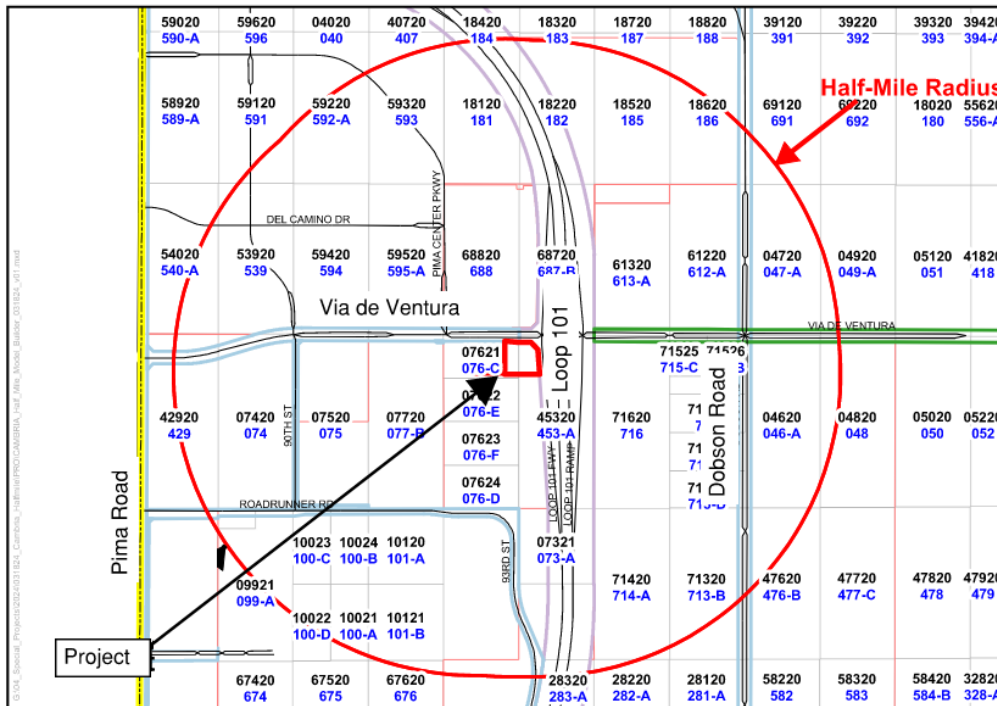 59020 59620 04020 40720 18420 18320 18720 18820 39120 39220 39320 39420
590-A 596 040 407 184 183 187 188 391 392 393 394-A
Half-Mile Radius
58920 59120 59220 59320 18120 18220 18520 18620 69120 69220 18020 55620
589-A 591 592-A 593 181 182 185 186 691 692 180 556-A
PIMA CENTER PKWY
DEL CAMINO DR
54020 53920 59420 59520 68820 68720 61320 61220 04720 04920 05120 41820
540-A 539 594 595-A 688 687-B 613-A 612-A 047-A 049-A 051 418
Via de Ventura
Loop 101
VIA DE VENTURA
07621 71525 71526
076-C 715-C
076-E
42920 07420 07520 07720 45320 71620 04620 04820 05020 05220
429 074 075 077-B 453-A 716 046-A 048 050 052
90TH ST
07623
076-F
Dobson Road
07624
076-D
LOOP 101 FWY
LOOP 101 RAMP
ROADRUNNER RD
Pima Road
10023 10024 10120 07321
100-C 100-B 101-A 073-A
93RD ST
09921 71420 71320 47620 47720 47820 47920
099-A 714-A 713-B 476-B 477-C 478 479
10022 10021 10121
100-D 100-A 101-B
Project
67420 67520 67620 28320 28220 28120 58220 58320 58420 32820
674 675 676 283-A 282-A 281-A 582 583 584-B 328-A